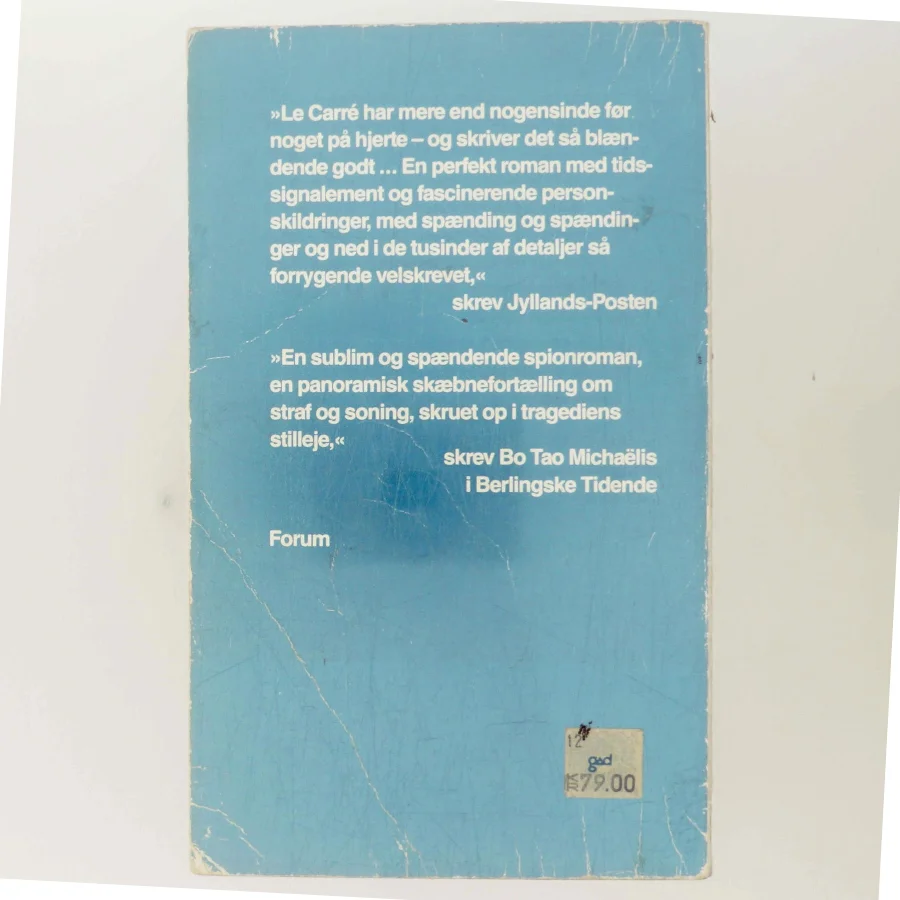 »Le Carré har mere end nogensinde før
noget på hjerte – og skriver det så blæn-
dende godt ... En perfekt roman med tids-
signalement og fascinerende person-
skildringer, med spænding og spændin-
ger og ned i de tusinder af detaljer så
forrygende velskrevet,«
skrev Jyllands-Posten
»En sublim og spændende spionroman,
en panoramisk skæbnefortælling om
straf og soning, skruet op i tragediens
stilleje,«
skrev Bo Tao Michaëlis
i Berlingske Tidende
Forum
12
gad
KR 79.00